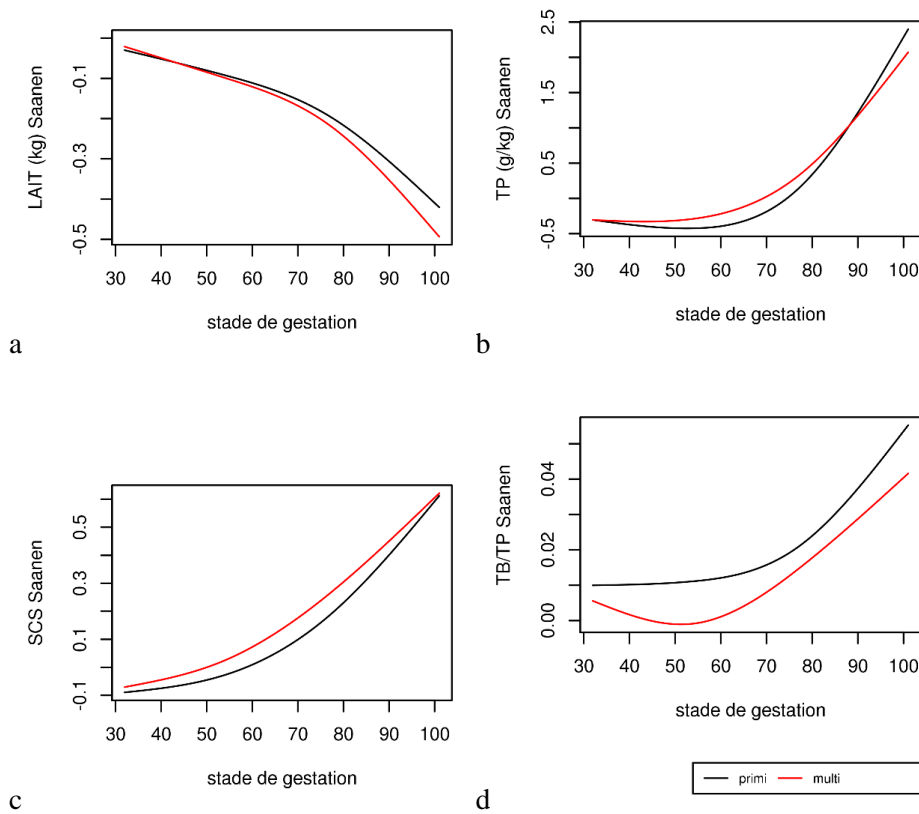 LAIT (kg) Saanen
-0.1
-0.3
-0.5
30 40 50 60 70 80 90 100
stade de gestation
a
TP (g/kg) Saanen
2.5
1.5
0.5
-0.5
30 40 50 60 70 80 90 100
stade de gestation
b
SCS Saanen
0.5
0.3
0.1
-0.1
30 40 50 60 70 80 90 100
stade de gestation
c
TB/TP Saanen
0.04
0.02
0.00
30 40 50 60 70 80 90 100
stade de gestation
primi multi
d